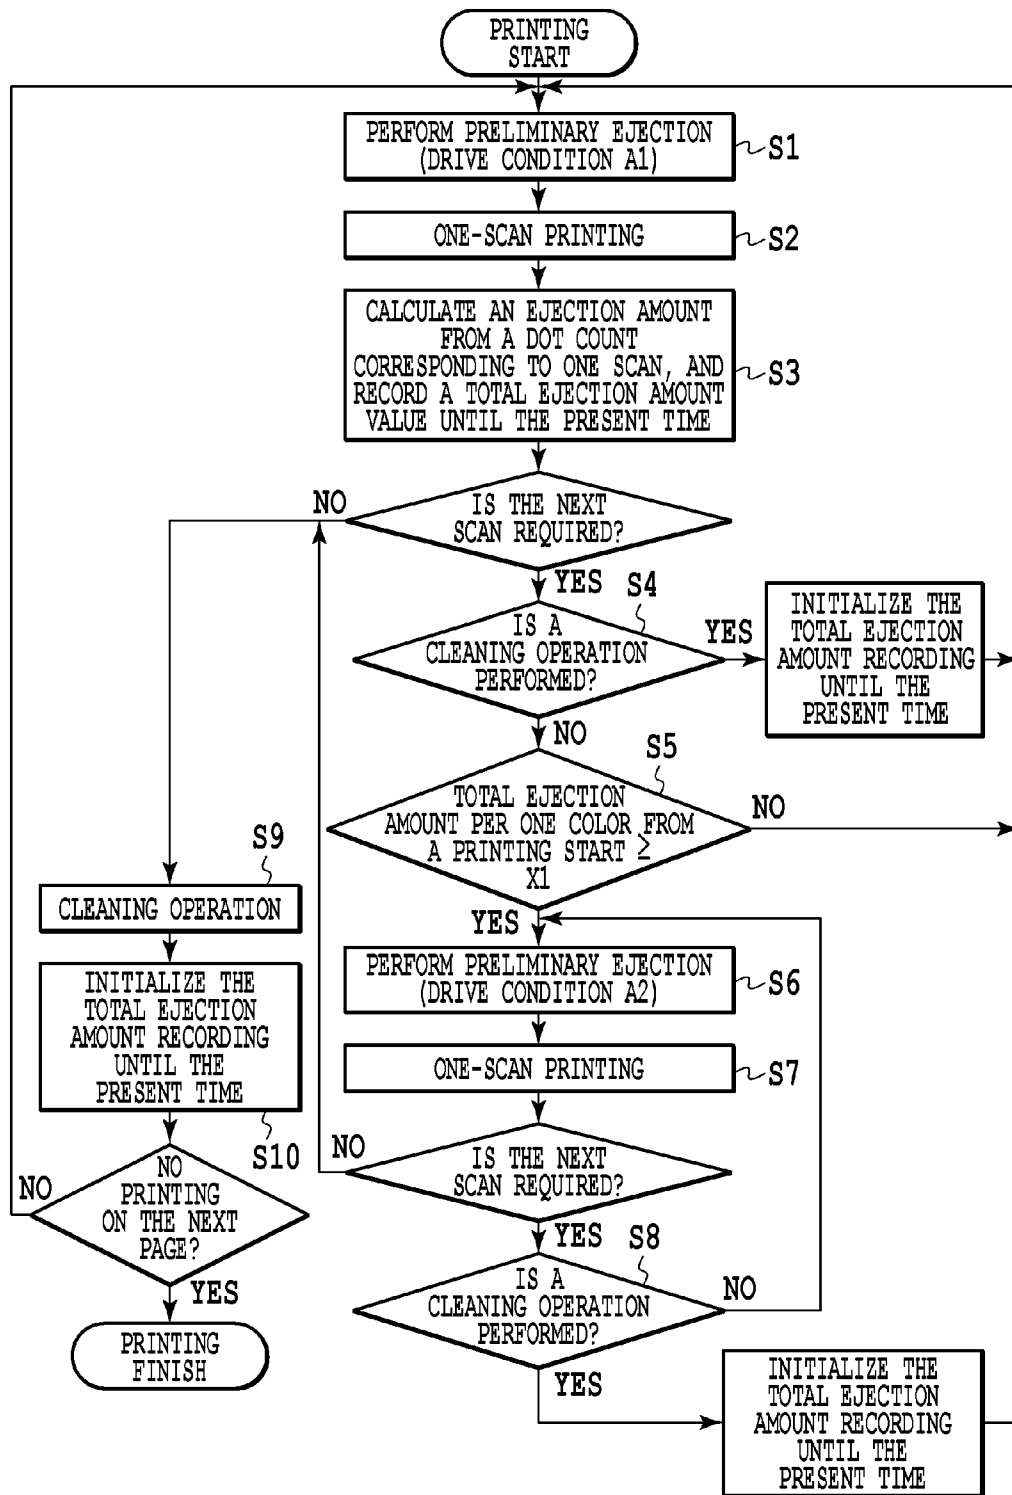 PRINTING
START
PERFORM PRELIMINARY EJECTION
(DRIVE CONDITION A1)
S1
ONE-SCAN PRINTING
S2
CALCULATE AN EJECTION AMOUNT
FROM A DOT COUNT
CORRESPONDING TO ONE SCAN, AND
RECORD A TOTAL EJECTION AMOUNT
VALUE UNTIL THE PRESENT TIME
S3
NO
IS THE NEXT
SCAN REQUIRED?
YES
S4
IS A
CLEANING OPERATION
PERFORMED?
YES
INITIALIZE THE
TOTAL EJECTION
AMOUNT RECORDING
UNTIL THE
PRESENT TIME
NO
S5
TOTAL EJECTION
AMOUNT PER ONE COLOR FROM
A PRINTING START ≥
X1
NO
YES
S9
CLEANING OPERATION
INITIALIZE THE
TOTAL EJECTION
AMOUNT RECORDING
UNTIL THE
PRESENT TIME
S10
NO
NO
PRINTING
ON THE NEXT
PAGE?
YES
PRINTING
FINISH
PERFORM PRELIMINARY EJECTION
(DRIVE CONDITION A2)
S6
ONE-SCAN PRINTING
S7
NO
IS THE NEXT
SCAN REQUIRED?
YES
S8
IS A
CLEANING OPERATION
PERFORMED?
NO
YES
INITIALIZE THE
TOTAL EJECTION
AMOUNT RECORDING
UNTIL THE
PRESENT TIME